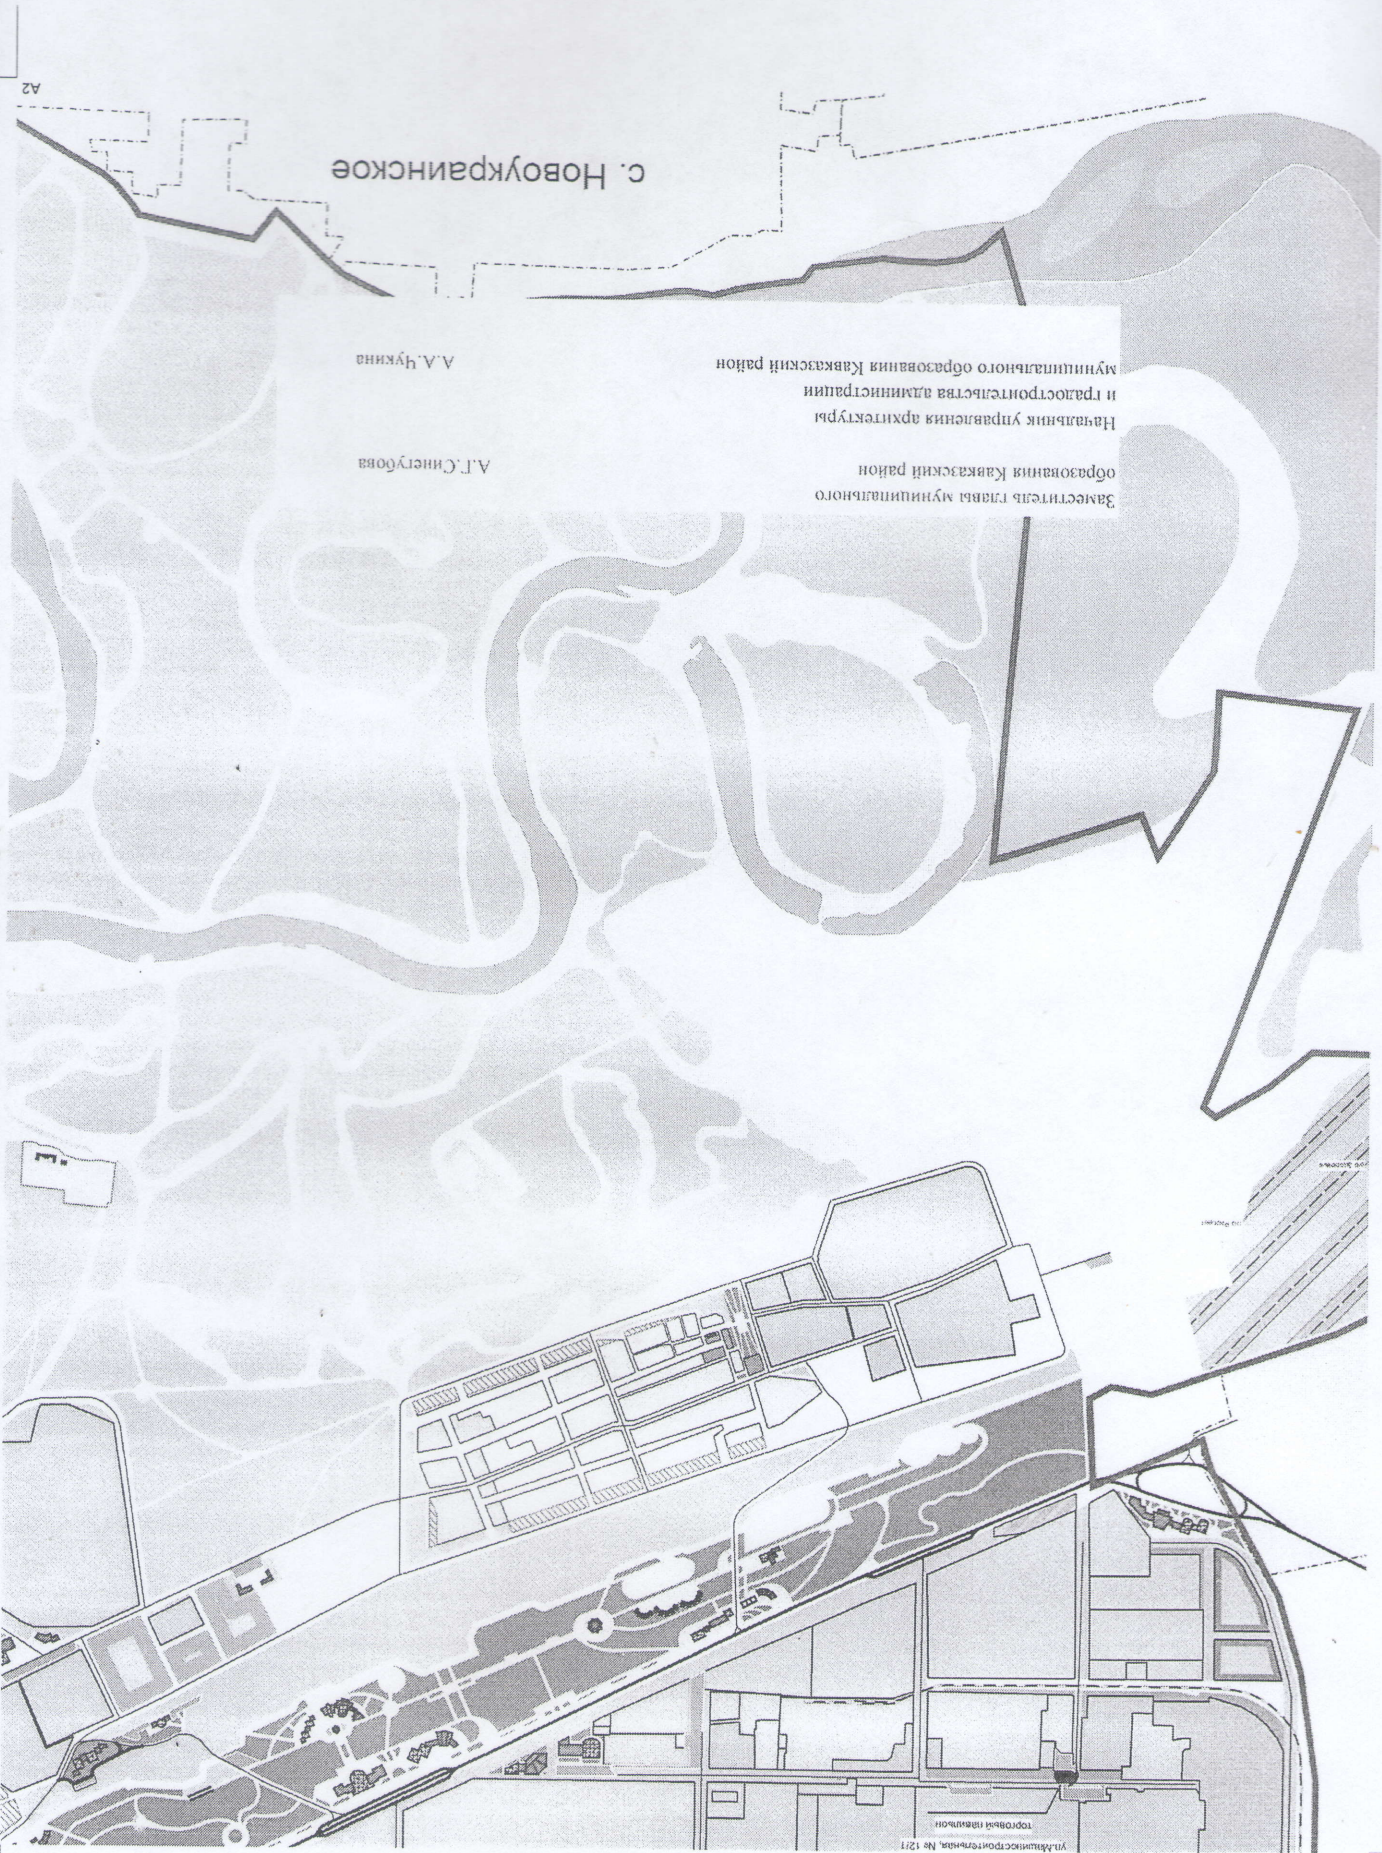 ул.Машиностроительная, № 12/1
торговый павильон
Заместитель главы муниципального
образования Кавказский район
А.Г.Синегубова
Начальник управления архитектуры
и градостроительства администрации
муниципального образования Кавказский район
А.А.Чукина
с. Новоукраинское
А2